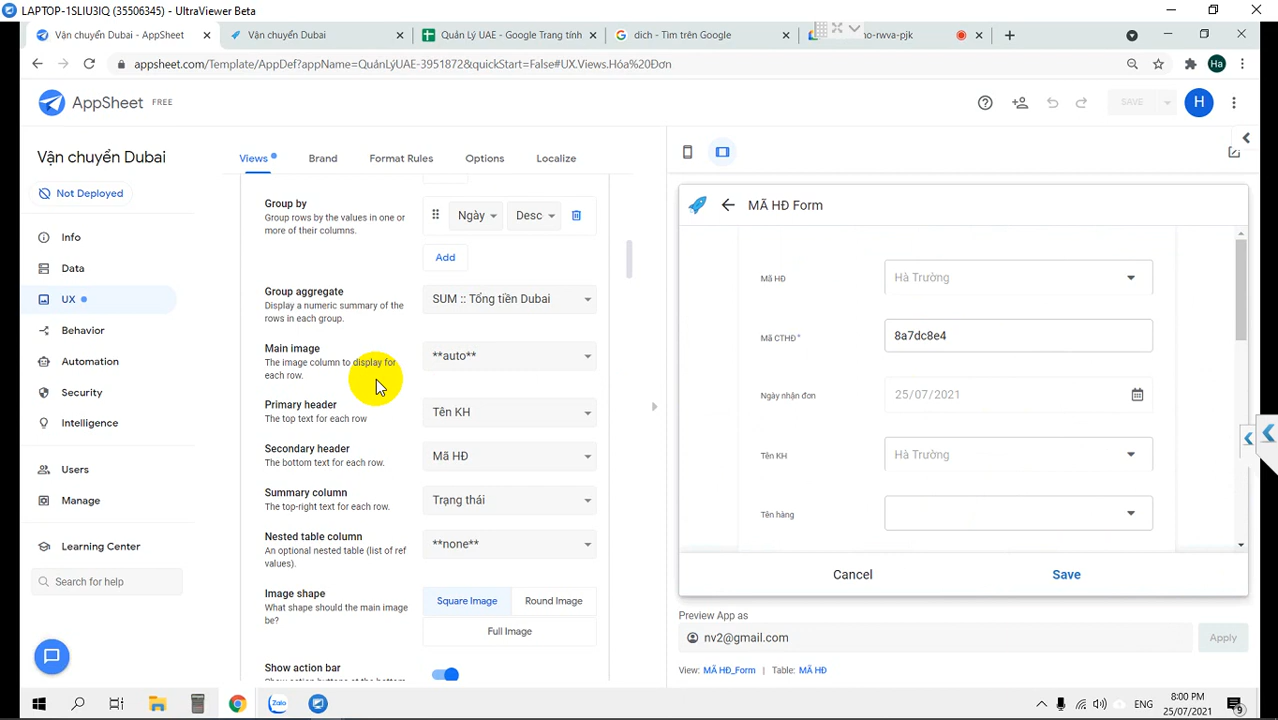 LAPTOP-1SLIU3IQ (35506345) - UltraViewer Beta
Vận chuyển Dubai - AppSheet
Vận chuyển Dubai
Quản Lý UAE - Google Trang tính
dich - Tìm trên Google
no-rwva-pjk
appsheet.com/Template/AppDef?appName=QuảnLýUAE-3951872&quickStart=False#UX.Views.Hóa%20Đơn
Ha
AppSheet FREE
SAVE
H
Vận chuyển Dubai
Not Deployed
Info
Data
UX
Behavior
Automation
Security
Intelligence
Users
Manage
Learning Center
Search for help
Views
Brand
Format Rules
Options
Localize
Group by
Group rows by the values in one or
more of their columns.
Ngày
Desc
Add
Group aggregate
Display a numeric summary of the
rows in each group.
SUM :: Tổng tiền Dubai
Main image
The image column to display for
each row.
**auto**
Primary header
The top text for each row
Tên KH
Secondary header
The bottom text for each row.
Mã HĐ
Summary column
The top-right text for each row.
Trạng thái
Nested table column
An optional nested table (list of ref
values).
**none**
Image shape
What shape should the main image
be?
Square Image
Round Image
Full Image
Show action bar
MÃ HĐ Form
Mã HĐ
Hà Trường
Mã CTHĐ*
8a7dc8e4
Ngày nhận đơn
25/07/2021
Tên KH
Hà Trường
Tên hàng
Cancel
Save
Preview App as
nv2@gmail.com
Apply
View: MÃ HĐ_Form | Table: MÃ HĐ
Zalo
ENG
8:00 PM
25/07/2021
9